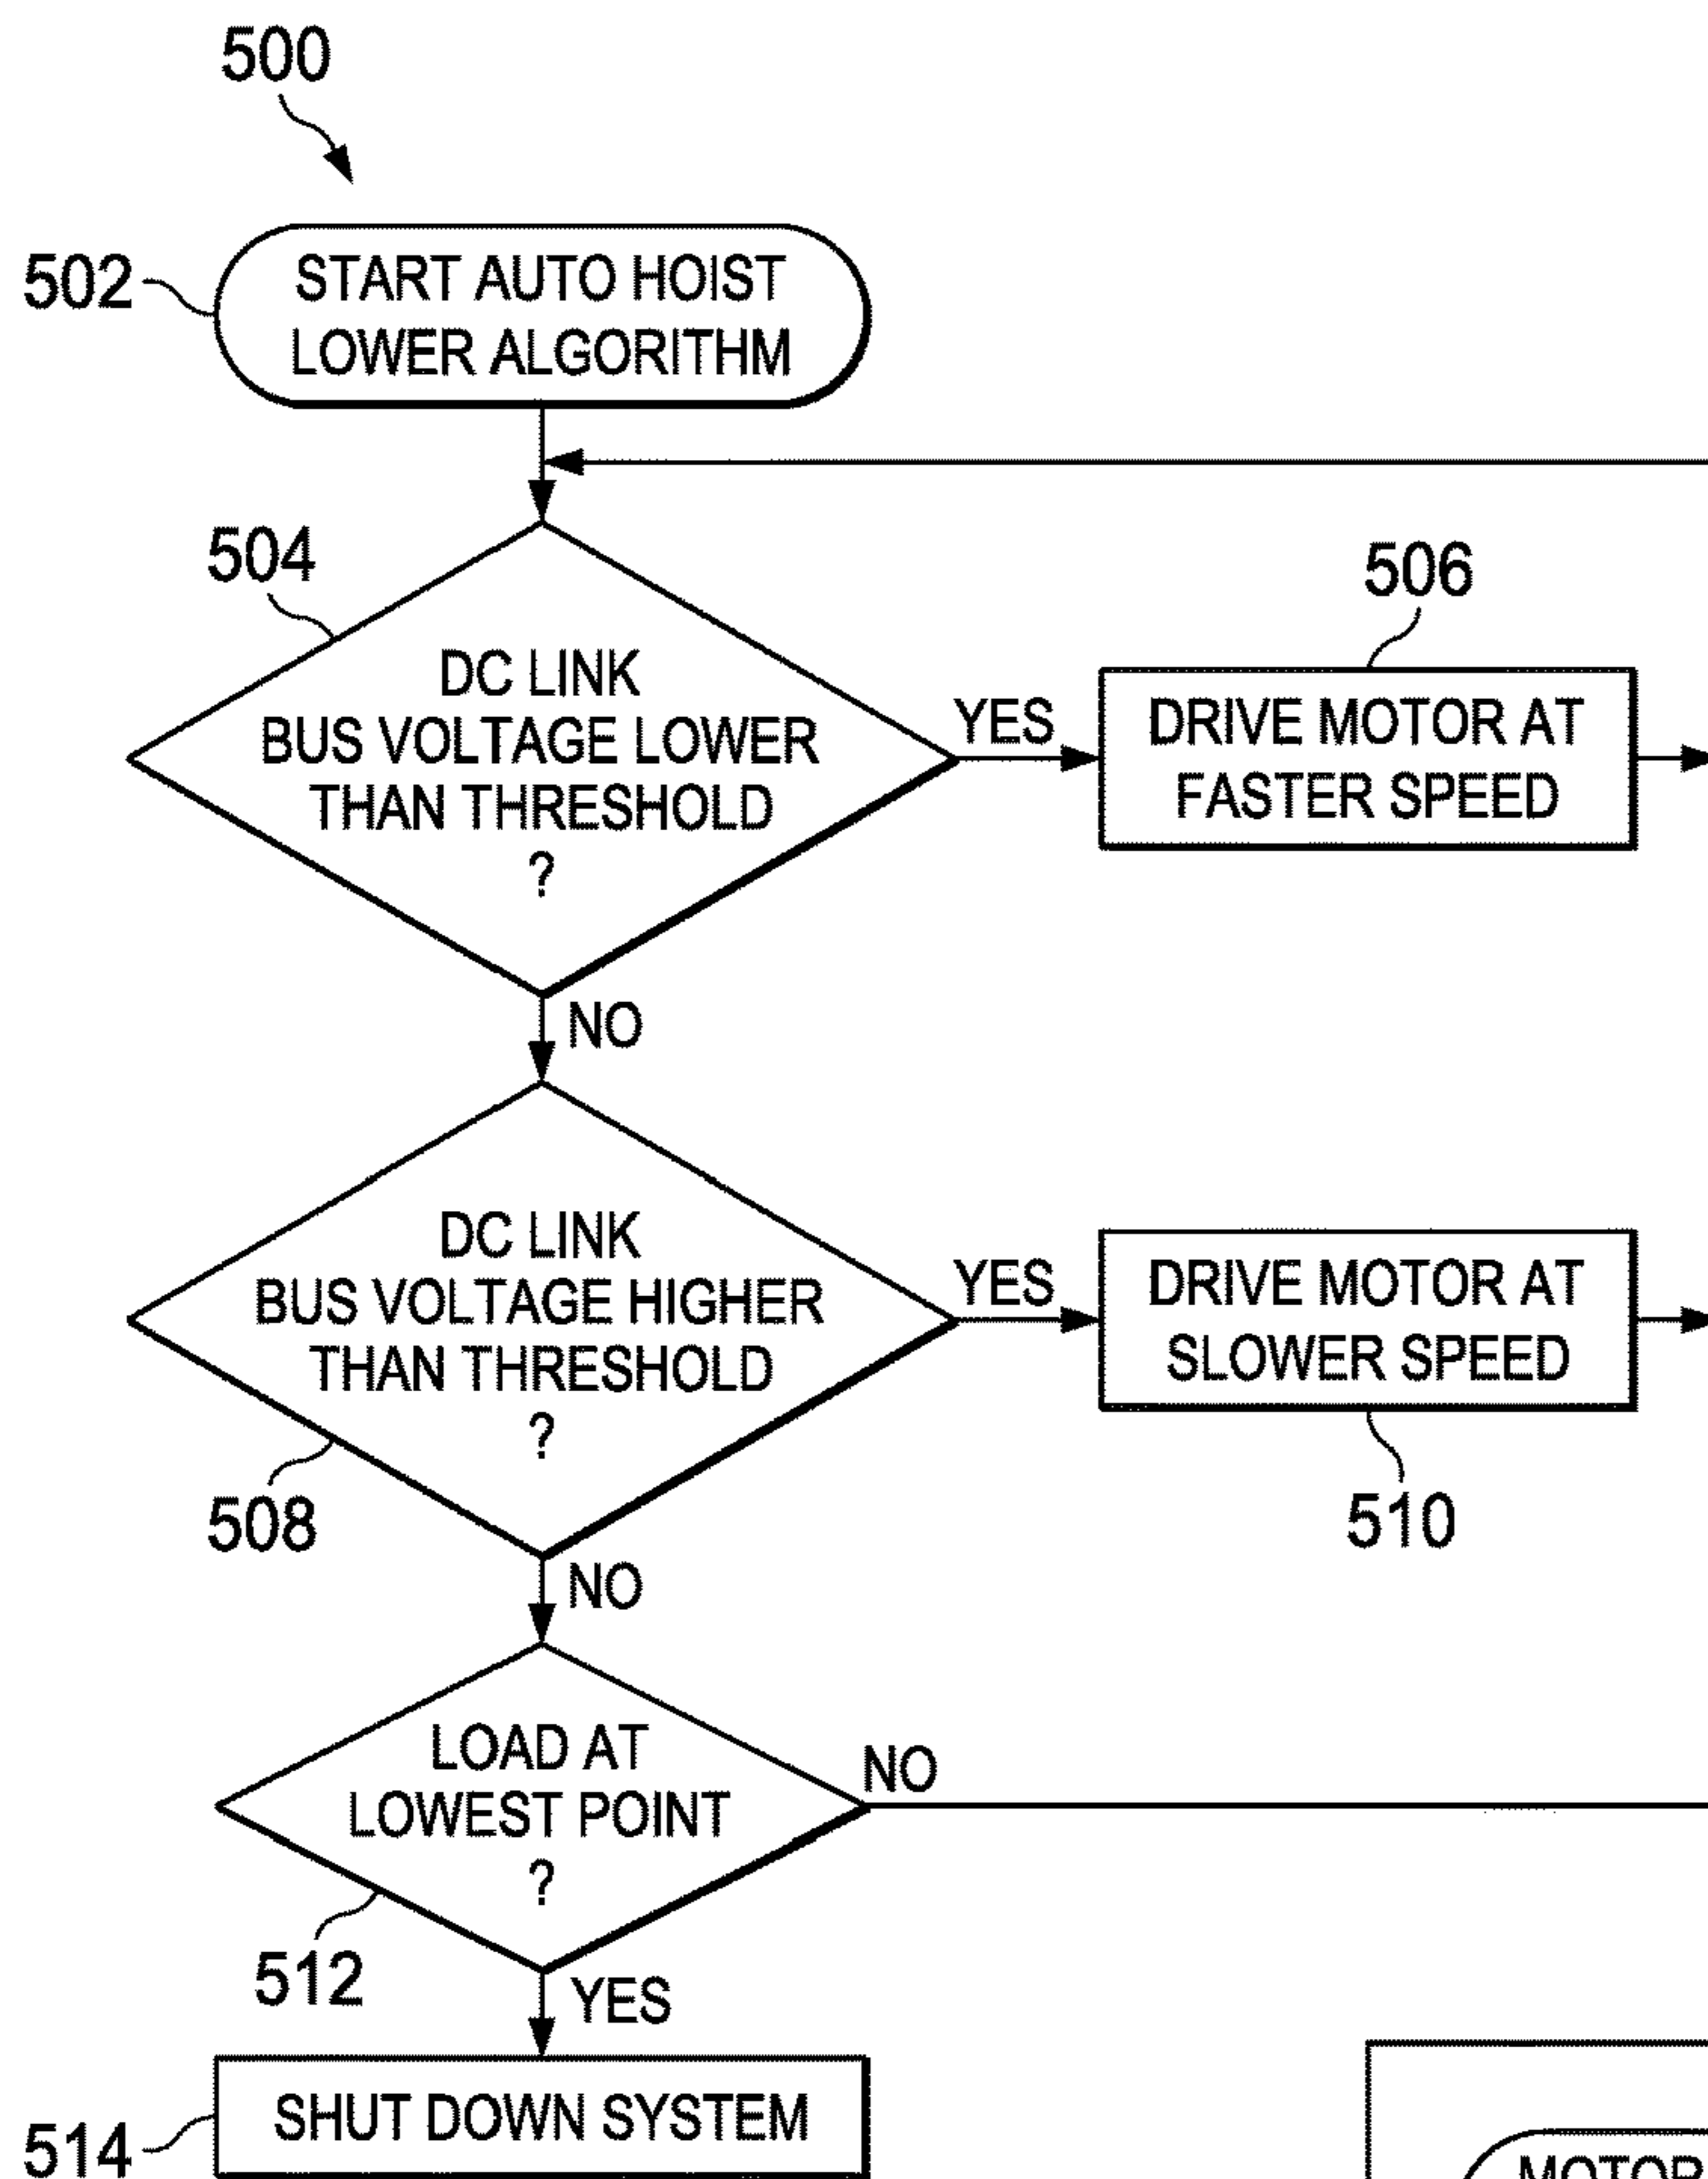 500
502
START AUTO HOIST
LOWER ALGORITHM
504
DC LINK
BUS VOLTAGE LOWER
THAN THRESHOLD
?
YES
506
DRIVE MOTOR AT
FASTER SPEED
NO
DC LINK
BUS VOLTAGE HIGHER
THAN THRESHOLD
?
508
YES
DRIVE MOTOR AT
SLOWER SPEED
510
NO
LOAD AT
LOWEST POINT
?
NO
512
YES
514
SHUT DOWN SYSTEM
MOTOR